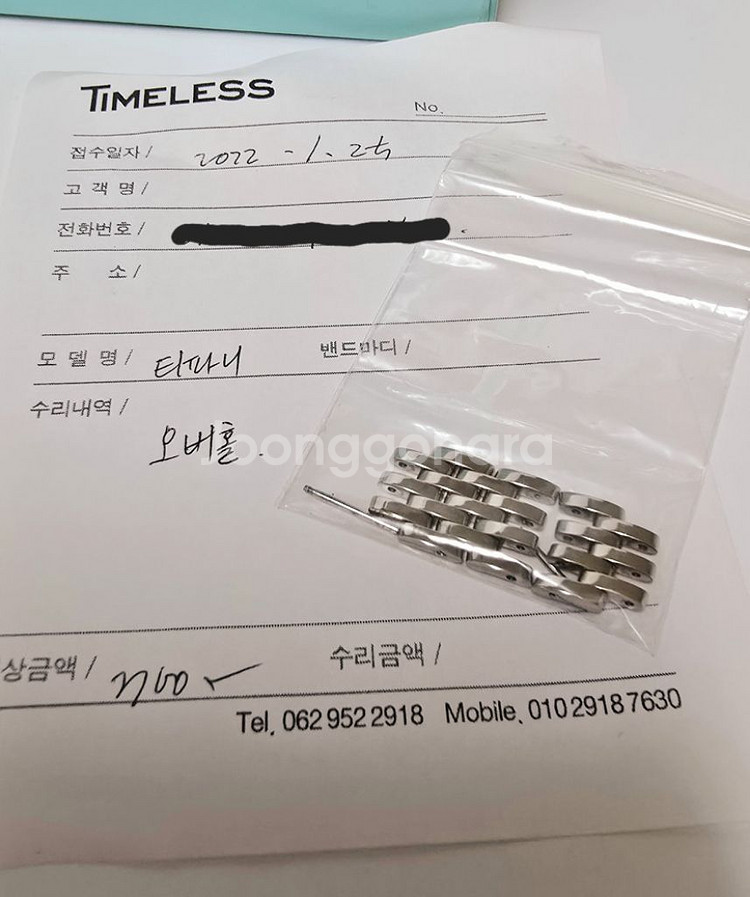 TIMELESS
No.
접수일자 / 2022 - 1. 25
고 객 명 /
전화번호 /
주 소 /
모 델 명 / 티파니 밴드마디 /
수리내역 /
오버홀.
joonggonara
상금액 / 수리금액 /
Tel. 062 952 2918 Mobile. 010 2918 7630